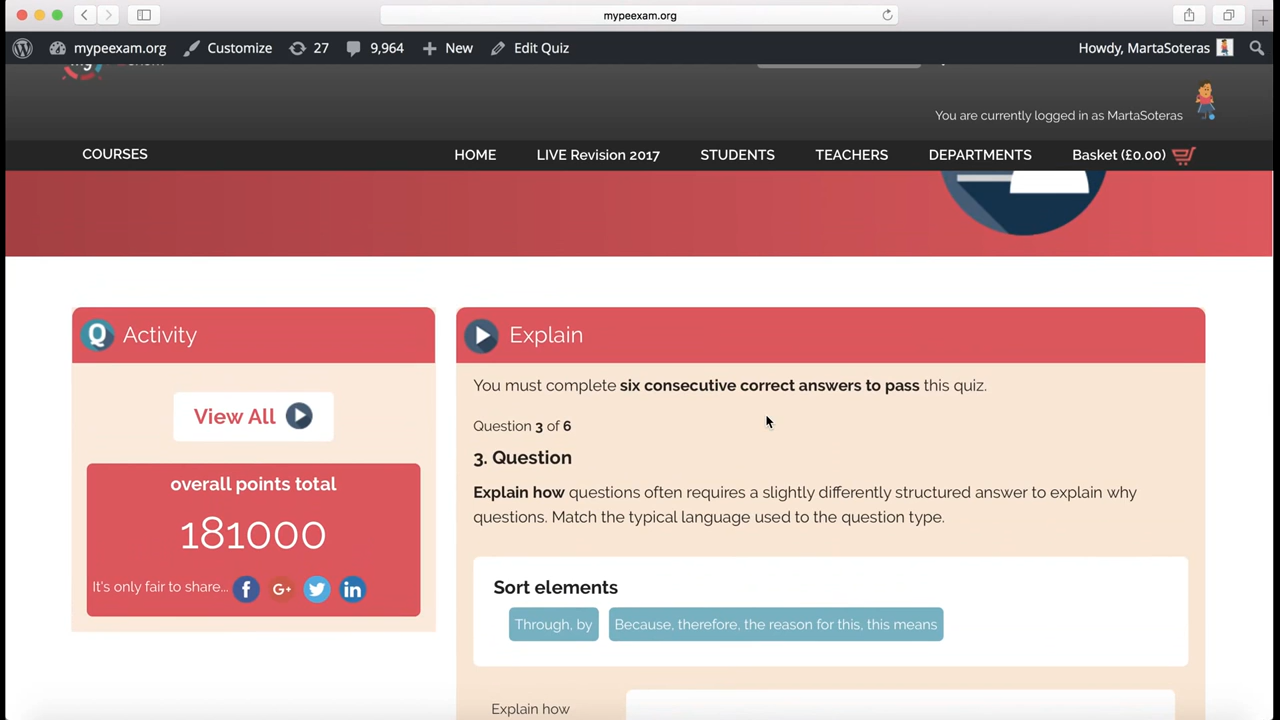 mypeexam.org
mypeexam.org Customize 27 9,964 New Edit Quiz Howdy, MartaSoteras
You are currently logged in as MartaSoteras
COURSES HOME LIVE Revision 2017 STUDENTS TEACHERS DEPARTMENTS Basket (£0.00)
Q Activity
View All
overall points total
181000
It's only fair to share... f G+ in
Explain
You must complete six consecutive correct answers to pass this quiz.
Question 3 of 6
3. Question
Explain how questions often requires a slightly differently structured answer to explain why
questions. Match the typical language used to the question type.
Sort elements
Through, by Because, therefore, the reason for this, this means
Explain how